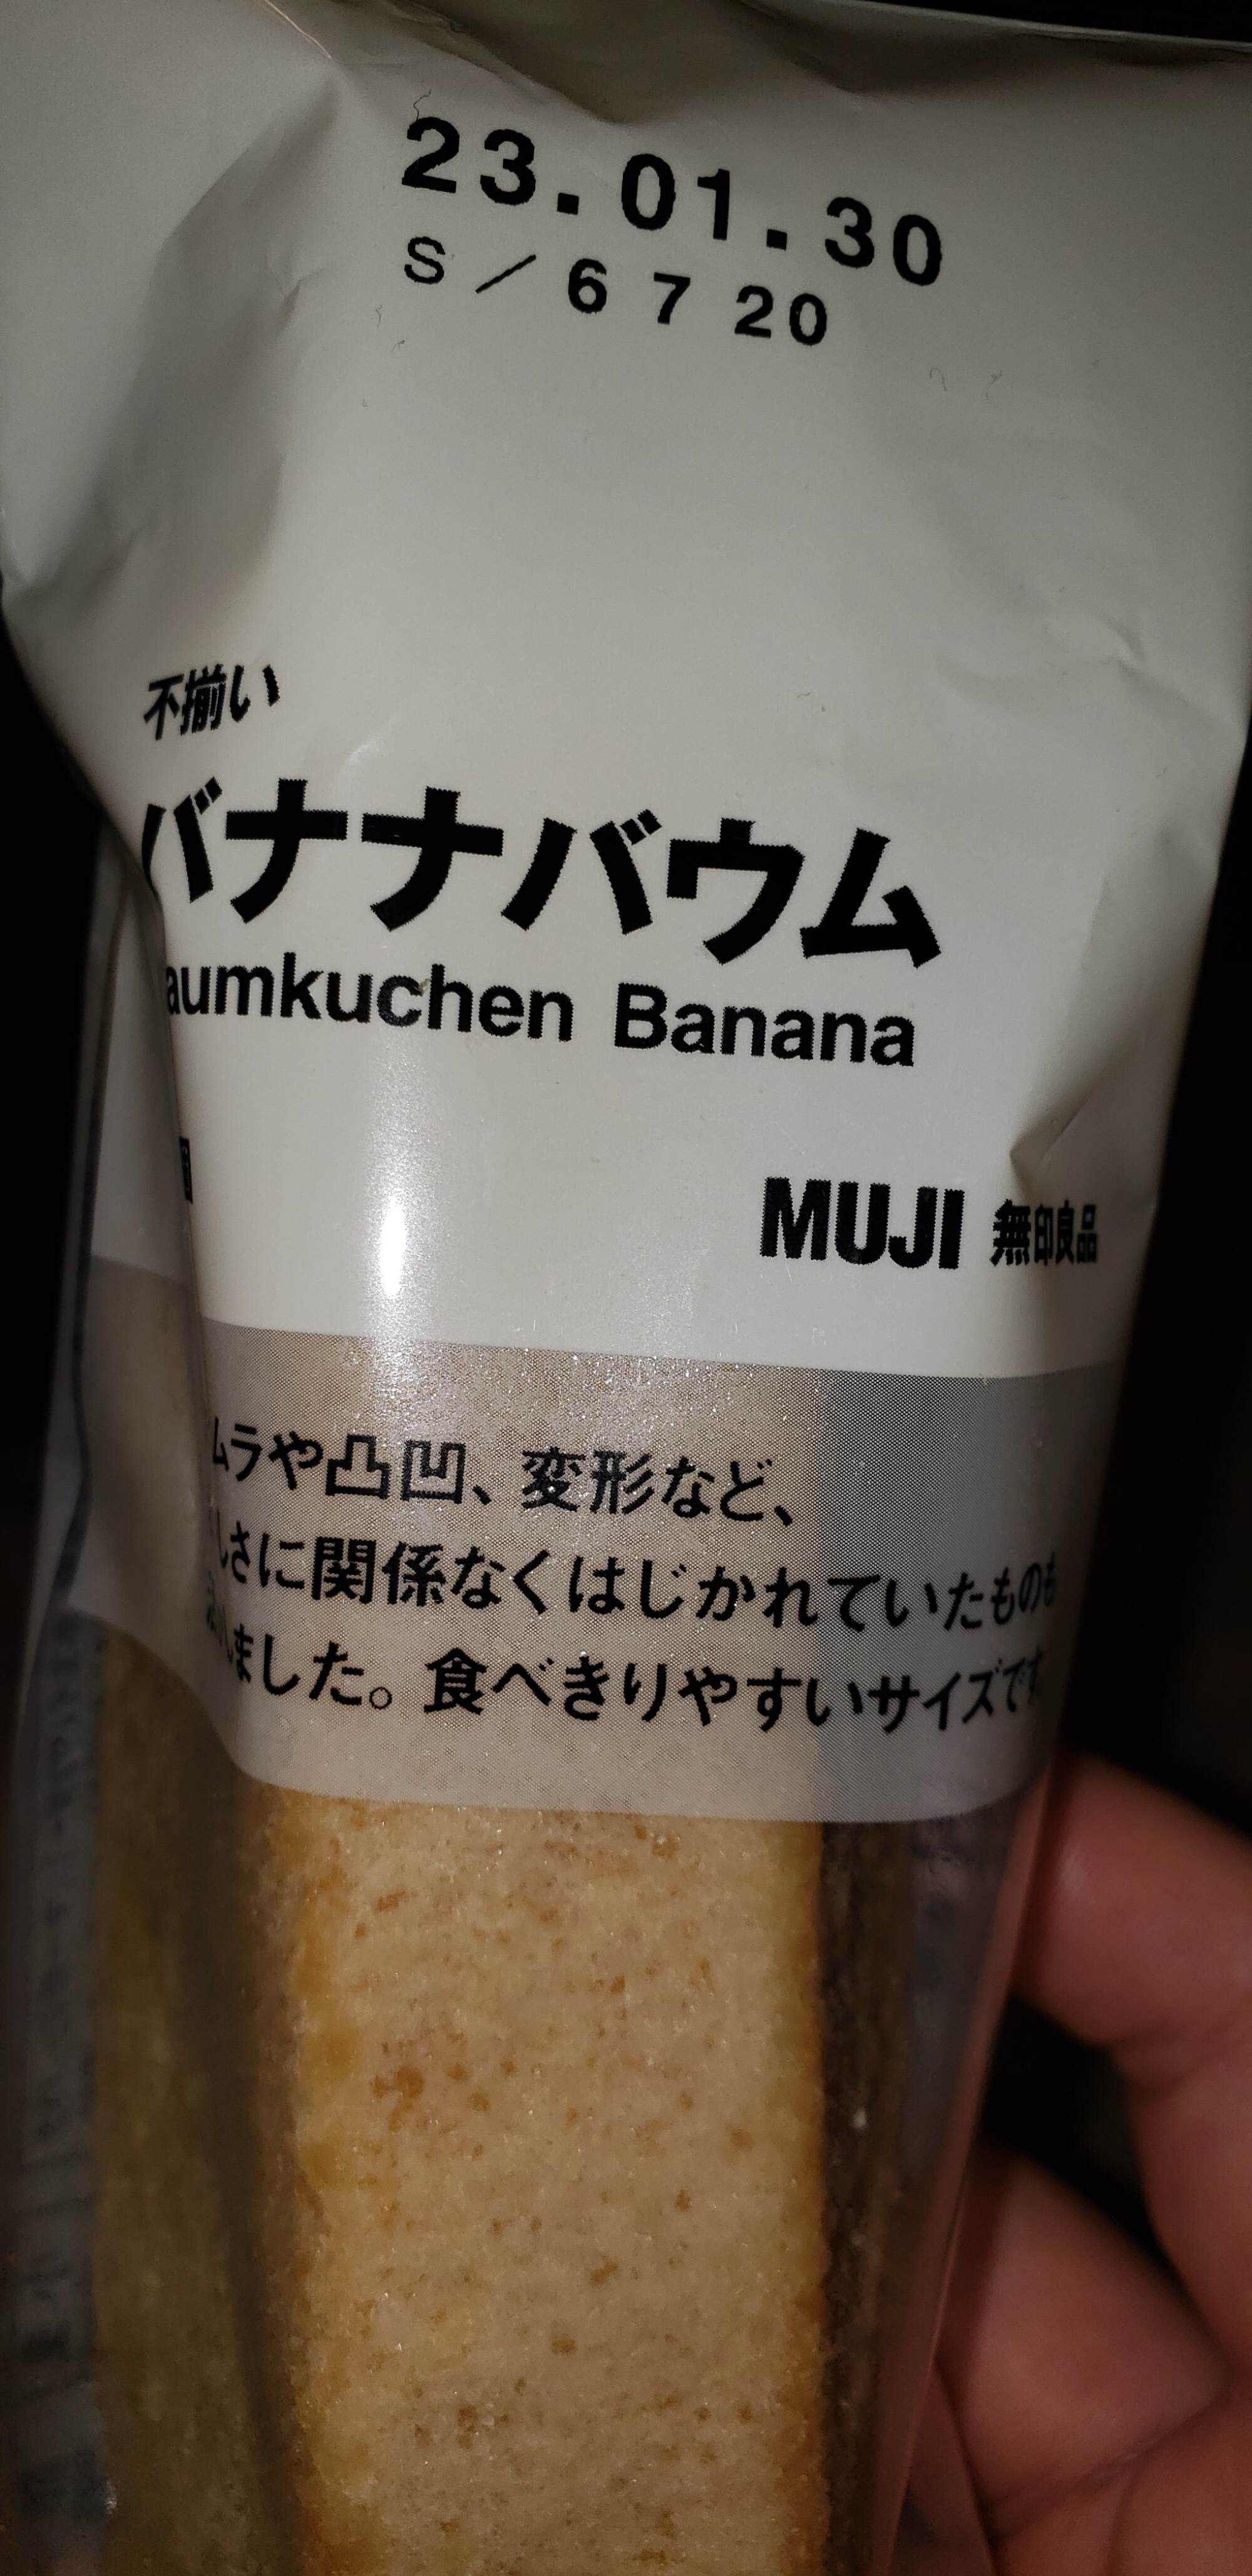 23.01.30
S/6720
不揃い
バナナバウム
aumkuchen Banana
MUJI 無印良品
ムラや凸凹、変形など、
しさに関係なくはじかれていたものも
れました。食べきりやすいサイズです